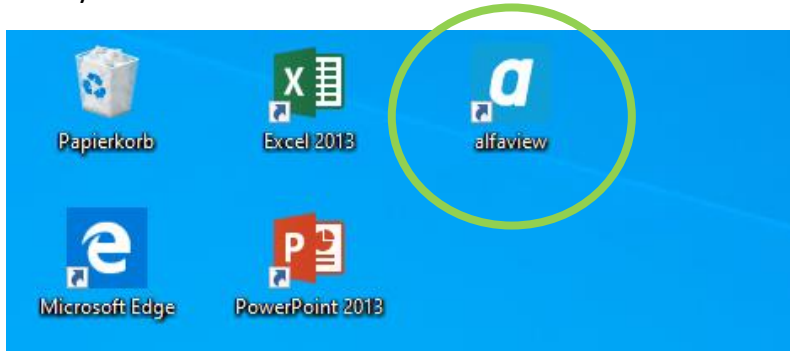 Papierkorb
Excel 2013
alfaview
Microsoft Edge
PowerPoint 2013